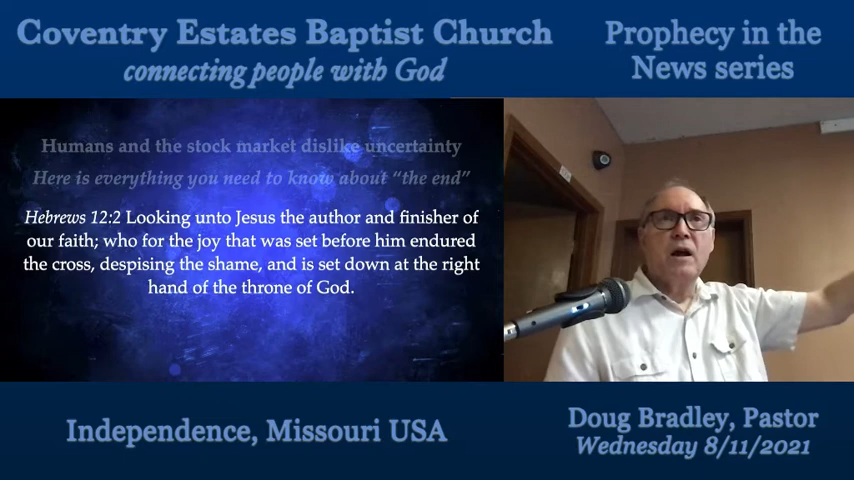 Coventry Estates Baptist Church
connecting people with God
Prophecy in the
News series
Humans and the stock market dislike uncertainty
Here is everything you need to know about “the end”
Hebrews 12:2 Looking unto Jesus the author and finisher of
our faith; who for the joy that was set before him endured
the cross, despising the shame, and is set down at the right
hand of the throne of God.
Independence, Missouri USA
Doug Bradley, Pastor
Wednesday 8/11/2021